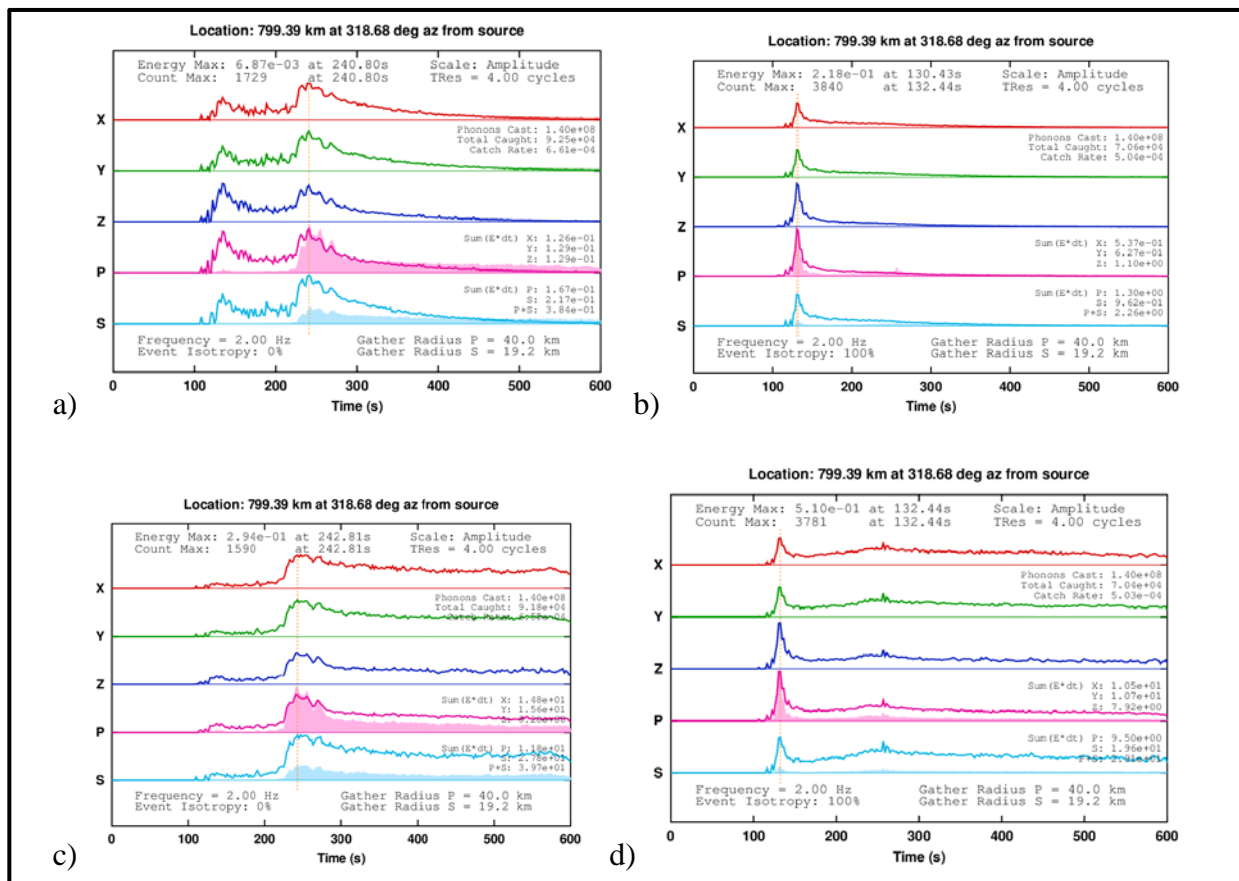 Location: 799.39 km at 318.68 deg az from source
Energy Max: 6.87e-03 at 240.80s Scale: Amplitude
Count Max: 1729 at 240.80s TRes = 4.00 cycles
X
Phonons Cast: 1.40e+08
Total Caught: 9.25e+04
Catch Rate: 6.61e-04
Y
Z
Sum(E*dt) X: 1.26e-01
Y: 1.29e-01
Z: 1.29e-01
P
Sum(E*dt) P: 1.67e-01
S: 2.17e-01
P+S: 3.84e-01
S
Frequency = 2.00 Hz Gather Radius P = 40.0 km
Event Isotropy: 0% Gather Radius S = 19.2 km
0 100 200 300 400 500 600
Time (s)
a)
Location: 799.39 km at 318.68 deg az from source
Energy Max: 2.18e-01 at 130.43s Scale: Amplitude
Count Max: 3840 at 132.44s TRes = 4.00 cycles
X
Phonons Cast: 1.40e+08
Total Caught: 7.06e+04
Catch Rate: 5.04e-04
Y
Z
Sum(E*dt) X: 5.37e-01
Y: 6.27e-01
Z: 1.10e+00
P
Sum(E*dt) P: 1.30e+00
S: 9.62e-01
P+S: 2.26e+00
S
Frequency = 2.00 Hz Gather Radius P = 40.0 km
Event Isotropy: 100% Gather Radius S = 19.2 km
0 100 200 300 400 500 600
Time (s)
b)
Location: 799.39 km at 318.68 deg az from source
Energy Max: 2.94e-01 at 242.81s Scale: Amplitude
Count Max: 1590 at 242.81s TRes = 4.00 cycles
X
Phonons Cast: 1.40e+08
Total Caught: 9.18e+04
Y
Z
Sum(E*dt) X: 1.48e+01
Y: 1.56e+01
P
Sum(E*dt) P: 1.18e+01
P+S: 3.97e+01
S
Frequency = 2.00 Hz Gather Radius P = 40.0 km
Event Isotropy: 0% Gather Radius S = 19.2 km
0 100 200 300 400 500 600
Time (s)
c)
Location: 799.39 km at 318.68 deg az from source
Energy Max: 5.10e-01 at 132.44s Scale: Amplitude
Count Max: 3781 at 132.44s TRes = 4.00 cycles
X
Phonons Cast: 1.40e+08
Total Caught: 7.04e+04
Catch Rate: 5.03e-04
Y
Z
Sum(E*dt) X: 1.05e+01
Y: 1.07e+01
Z: 7.92e+00
P
Sum(E*dt) P: 9.50e+00
S: 1.96e+01
S
Frequency = 2.00 Hz Gather Radius P = 40.0 km
Event Isotropy: 100% Gather Radius S = 19.2 km
0 100 200 300 400 500 600
Time (s)
d)